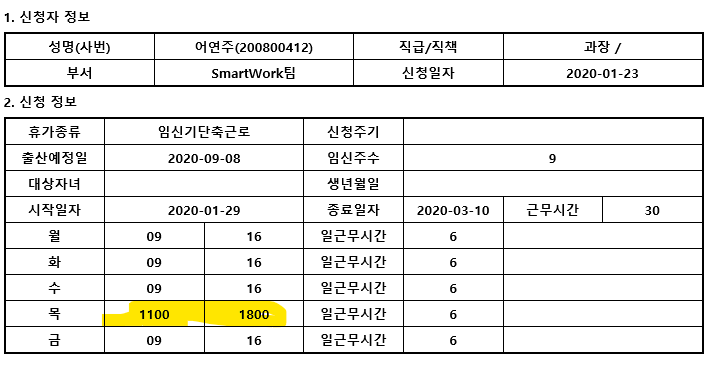 1. 신청자 정보
성명(사번) 어연주(200800412) 직급/직책 과장 /
부서 SmartWork팀 신청일자 2020-01-23
2. 신청 정보
휴가종류 임신기단축근로 신청주기
출산예정일 2020-09-08 임신주수 9
대상자녀 생년월일
시작일자 2020-01-29 종료일자 2020-03-10 근무시간 30
월 09 16 일근무시간 6
화 09 16 일근무시간 6
수 09 16 일근무시간 6
목 1100 1800 일근무시간 6
금 09 16 일근무시간 6